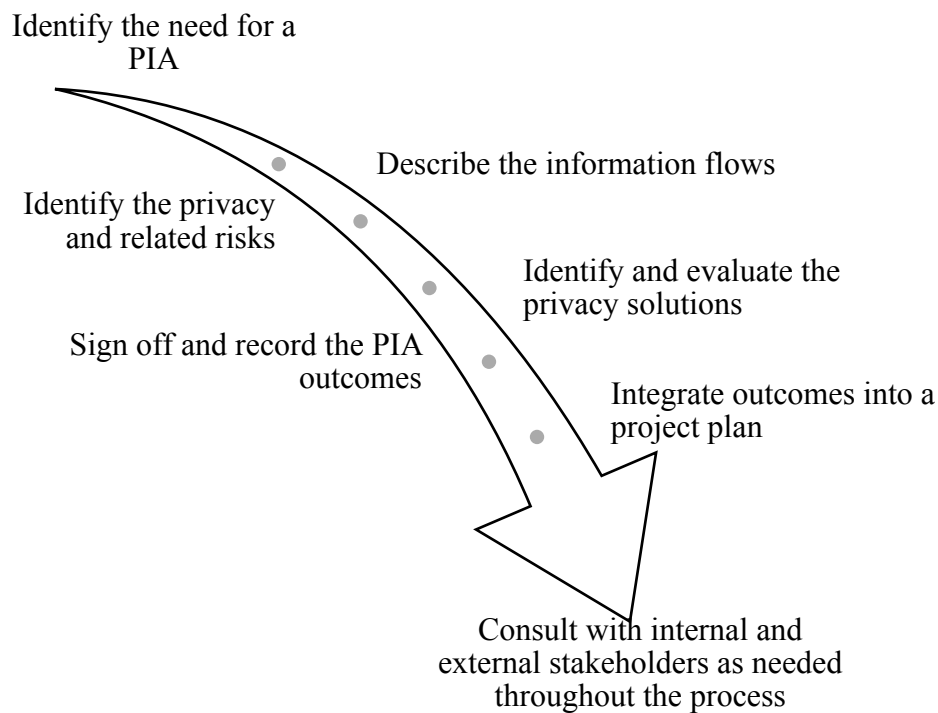 Identify the need for a
PIA
Describe the information flows
Identify the privacy
and related risks
Identify and evaluate the
privacy solutions
Sign off and record the PIA
outcomes
Integrate outcomes into a
project plan
Consult with internal and
external stakeholders as needed
throughout the process